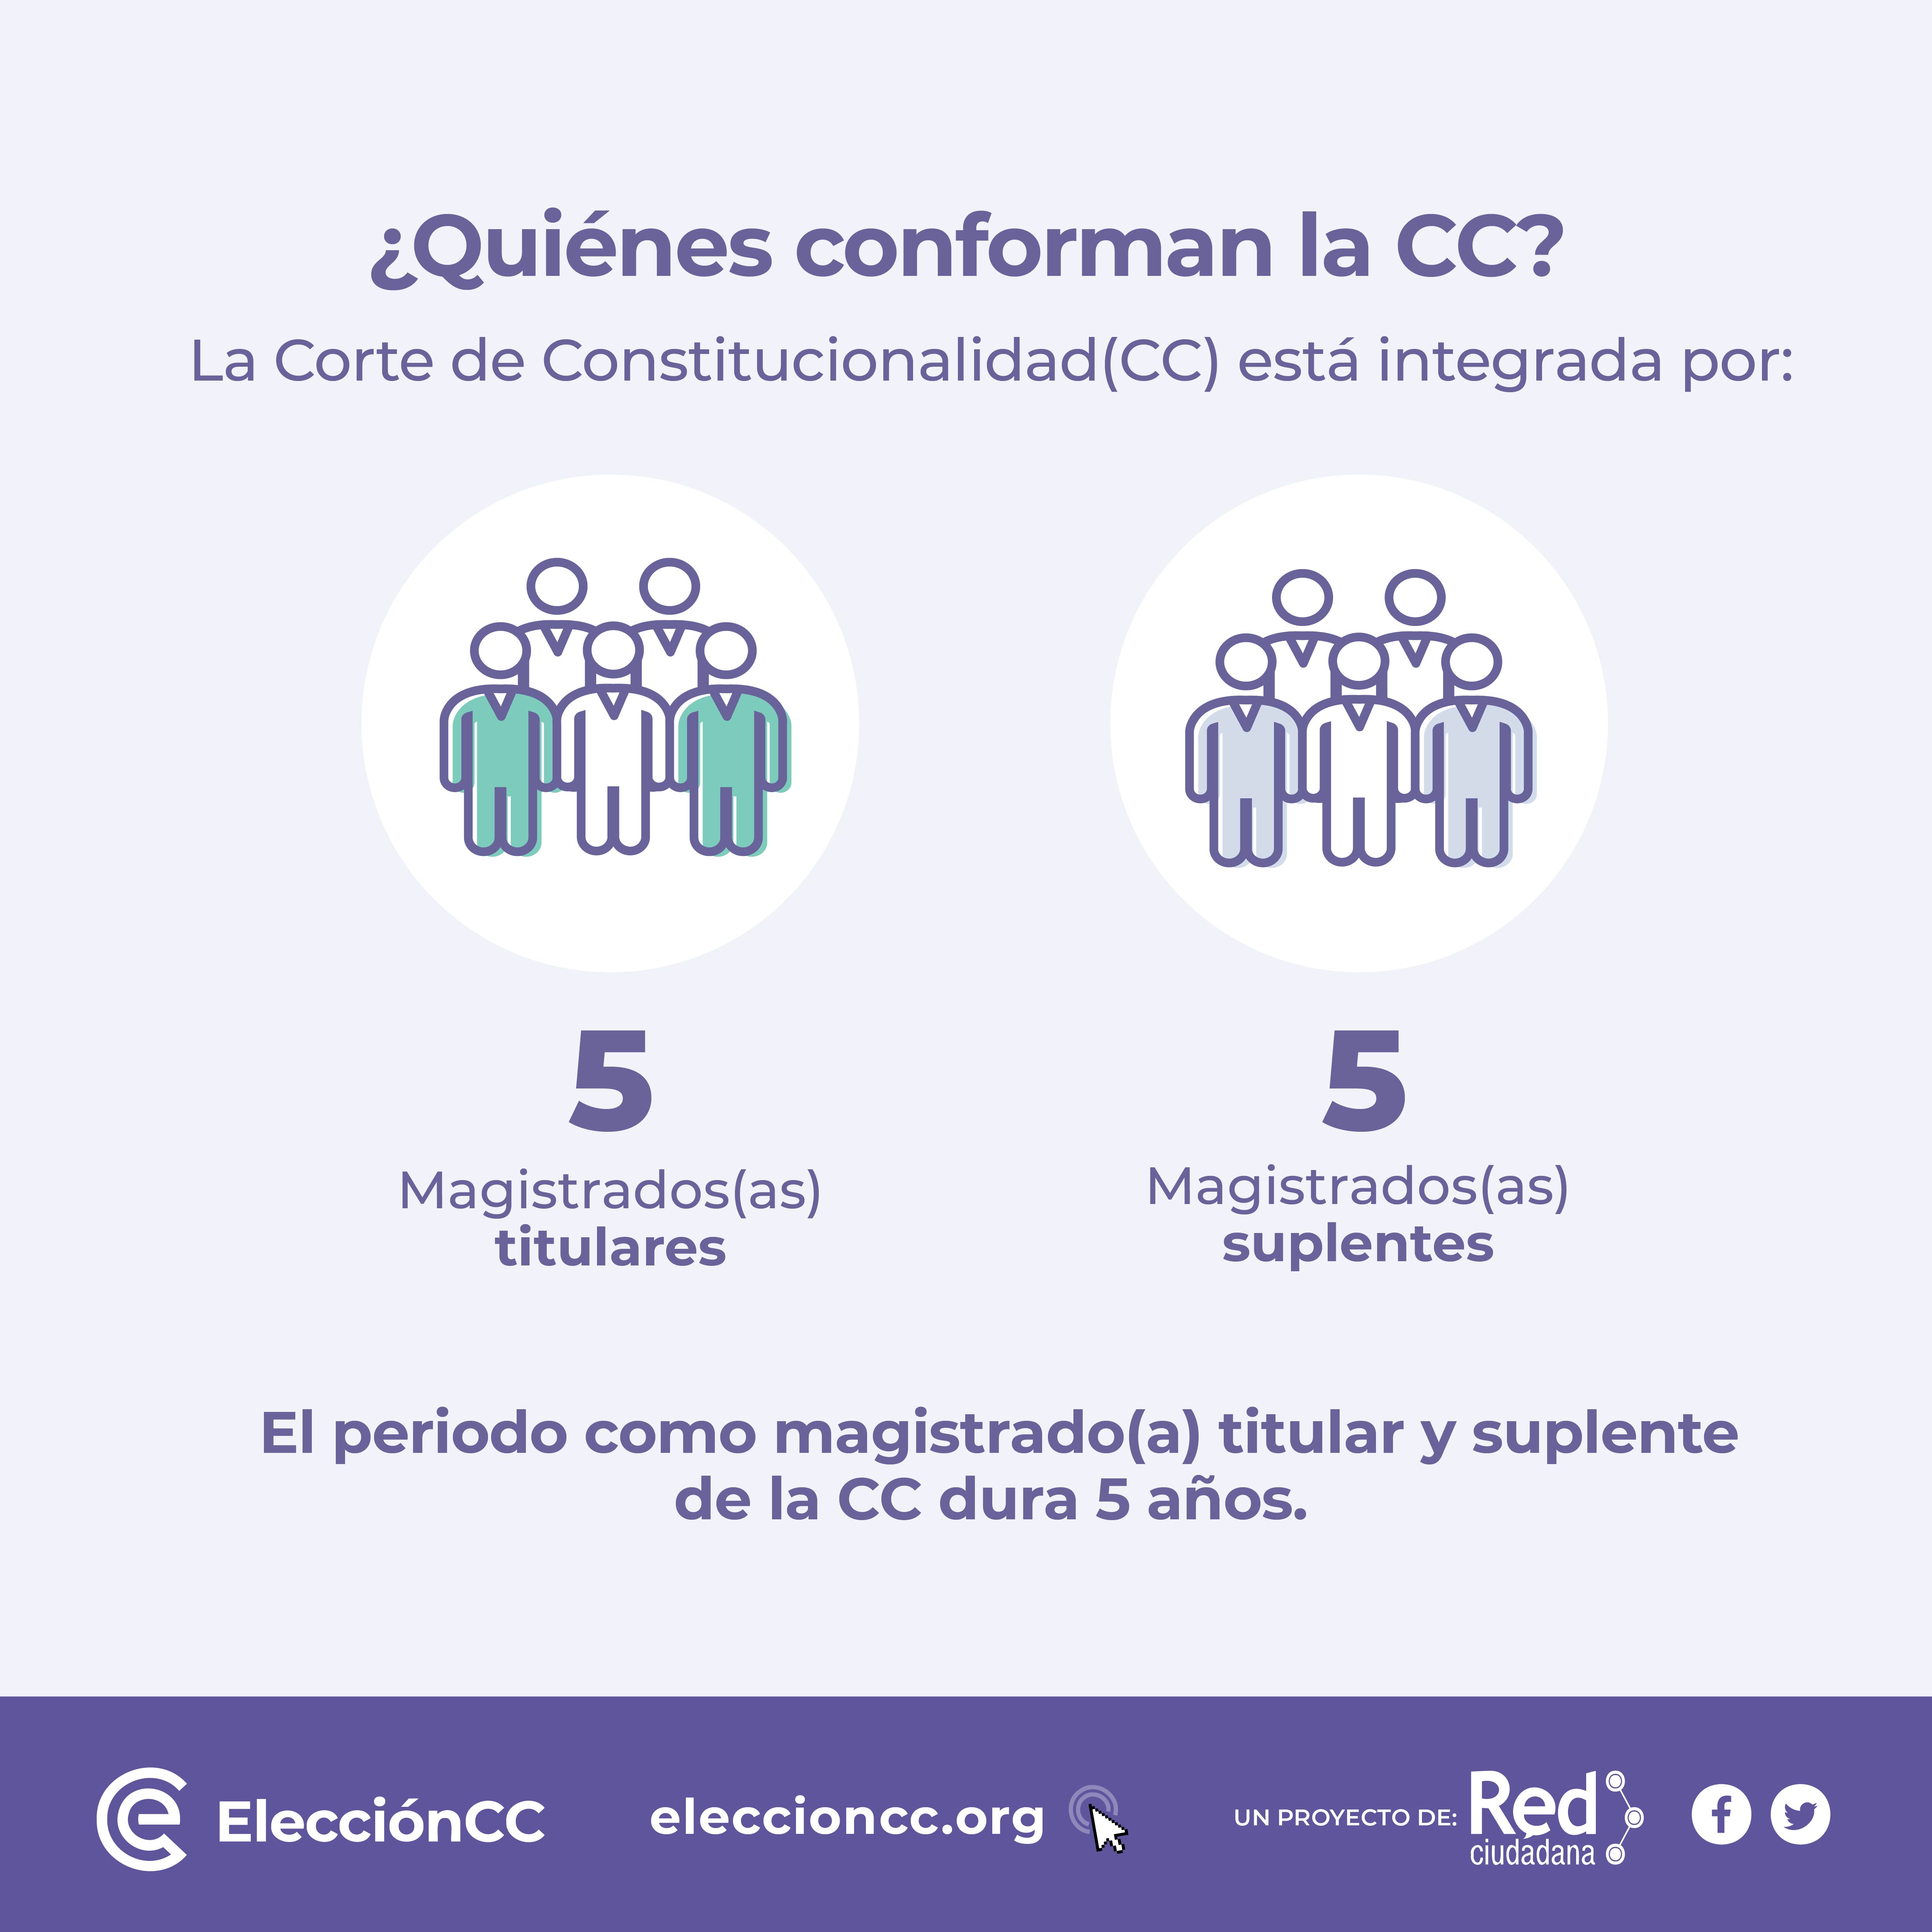 ¿Quiénes conforman la CC?
La Corte de Constitucionalidad(CC) está integrada por:
5
Magistrados(as)
titulares
5
Magistrados(as)
suplentes
El periodo como magistrado(a) titular y suplente
de la CC dura 5 años.
ElecciónCC
eleccioncc.org
UN PROYECTO DE:
Red
ciudadana